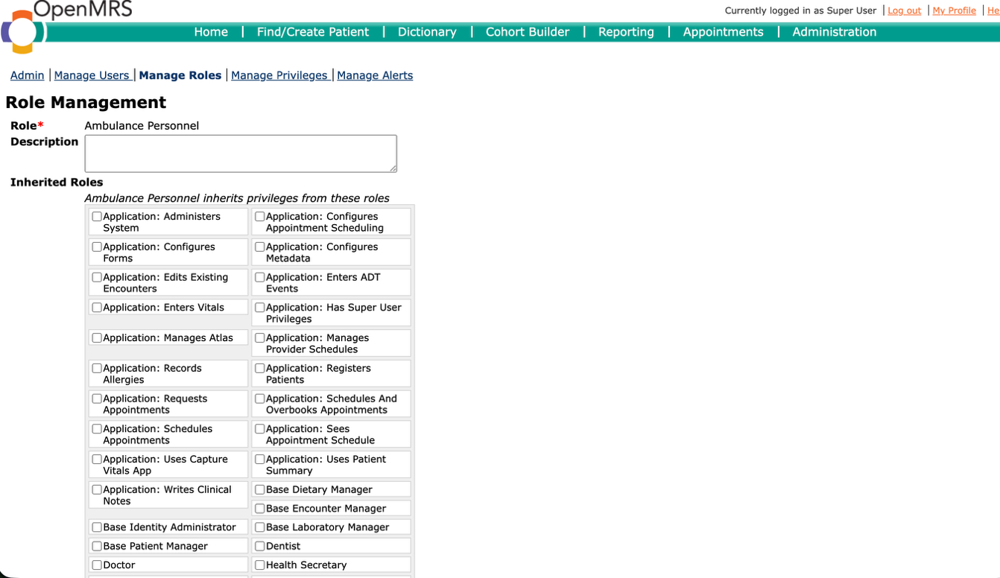 OpenMRS
Currently logged in as Super User | Log out | My Profile | He
Home | Find/Create Patient | Dictionary | Cohort Builder | Reporting | Appointments | Administration
Admin | Manage Users | Manage Roles | Manage Privileges | Manage Alerts
Role Management
Role* Ambulance Personnel
Description
Inherited Roles
Ambulance Personnel inherits privileges from these roles
Application: Administers
System
Application: Configures
Appointment Scheduling
Application: Configures
Forms
Application: Configures
Metadata
Application: Edits Existing
Encounters
Application: Enters ADT
Events
Application: Enters Vitals
Application: Has Super User
Privileges
Application: Manages Atlas
Application: Manages
Provider Schedules
Application: Records
Allergies
Application: Registers
Patients
Application: Requests
Appointments
Application: Schedules And
Overbooks Appointments
Application: Schedules
Appointments
Application: Sees
Appointment Schedule
Application: Uses Capture
Vitals App
Application: Uses Patient
Summary
Application: Writes Clinical
Notes
Base Dietary Manager
Base Encounter Manager
Base Identity Administrator
Base Laboratory Manager
Base Patient Manager
Dentist
Doctor
Health Secretary